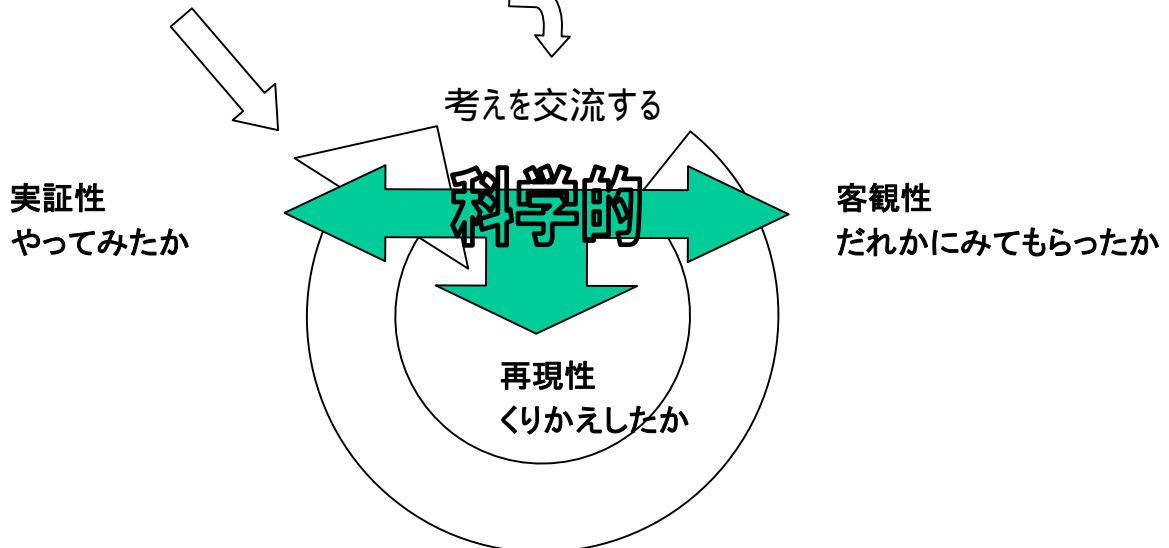 考えを交流する
科学的
実証性
やってみたか
客観性
だれかにみてもらったか
再現性
くりかえしたか